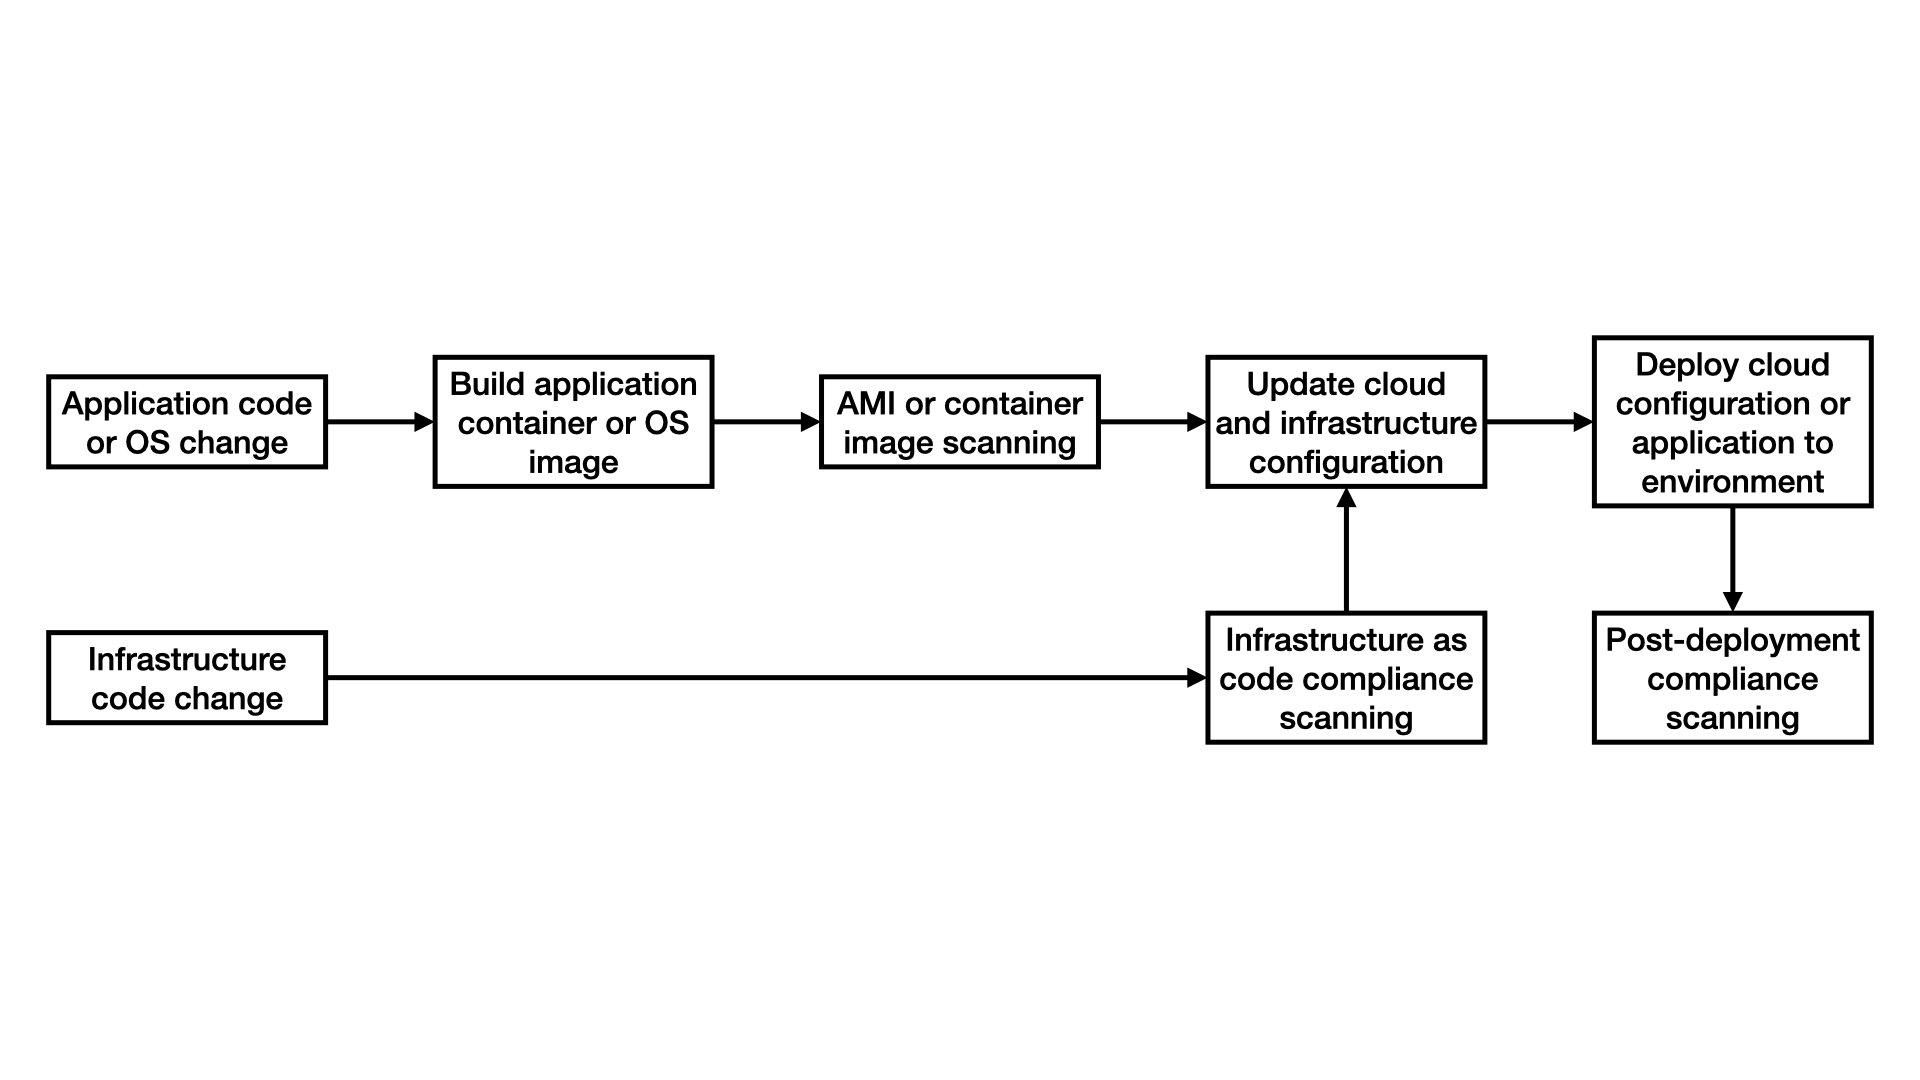 Application code
or OS change
Build application
container or OS
image
AMI or container
image scanning
Update cloud
and infrastructure
configuration
Deploy cloud
configuration or
application to
environment
Infrastructure
code change
Infrastructure as
code compliance
scanning
Post-deployment
compliance
scanning